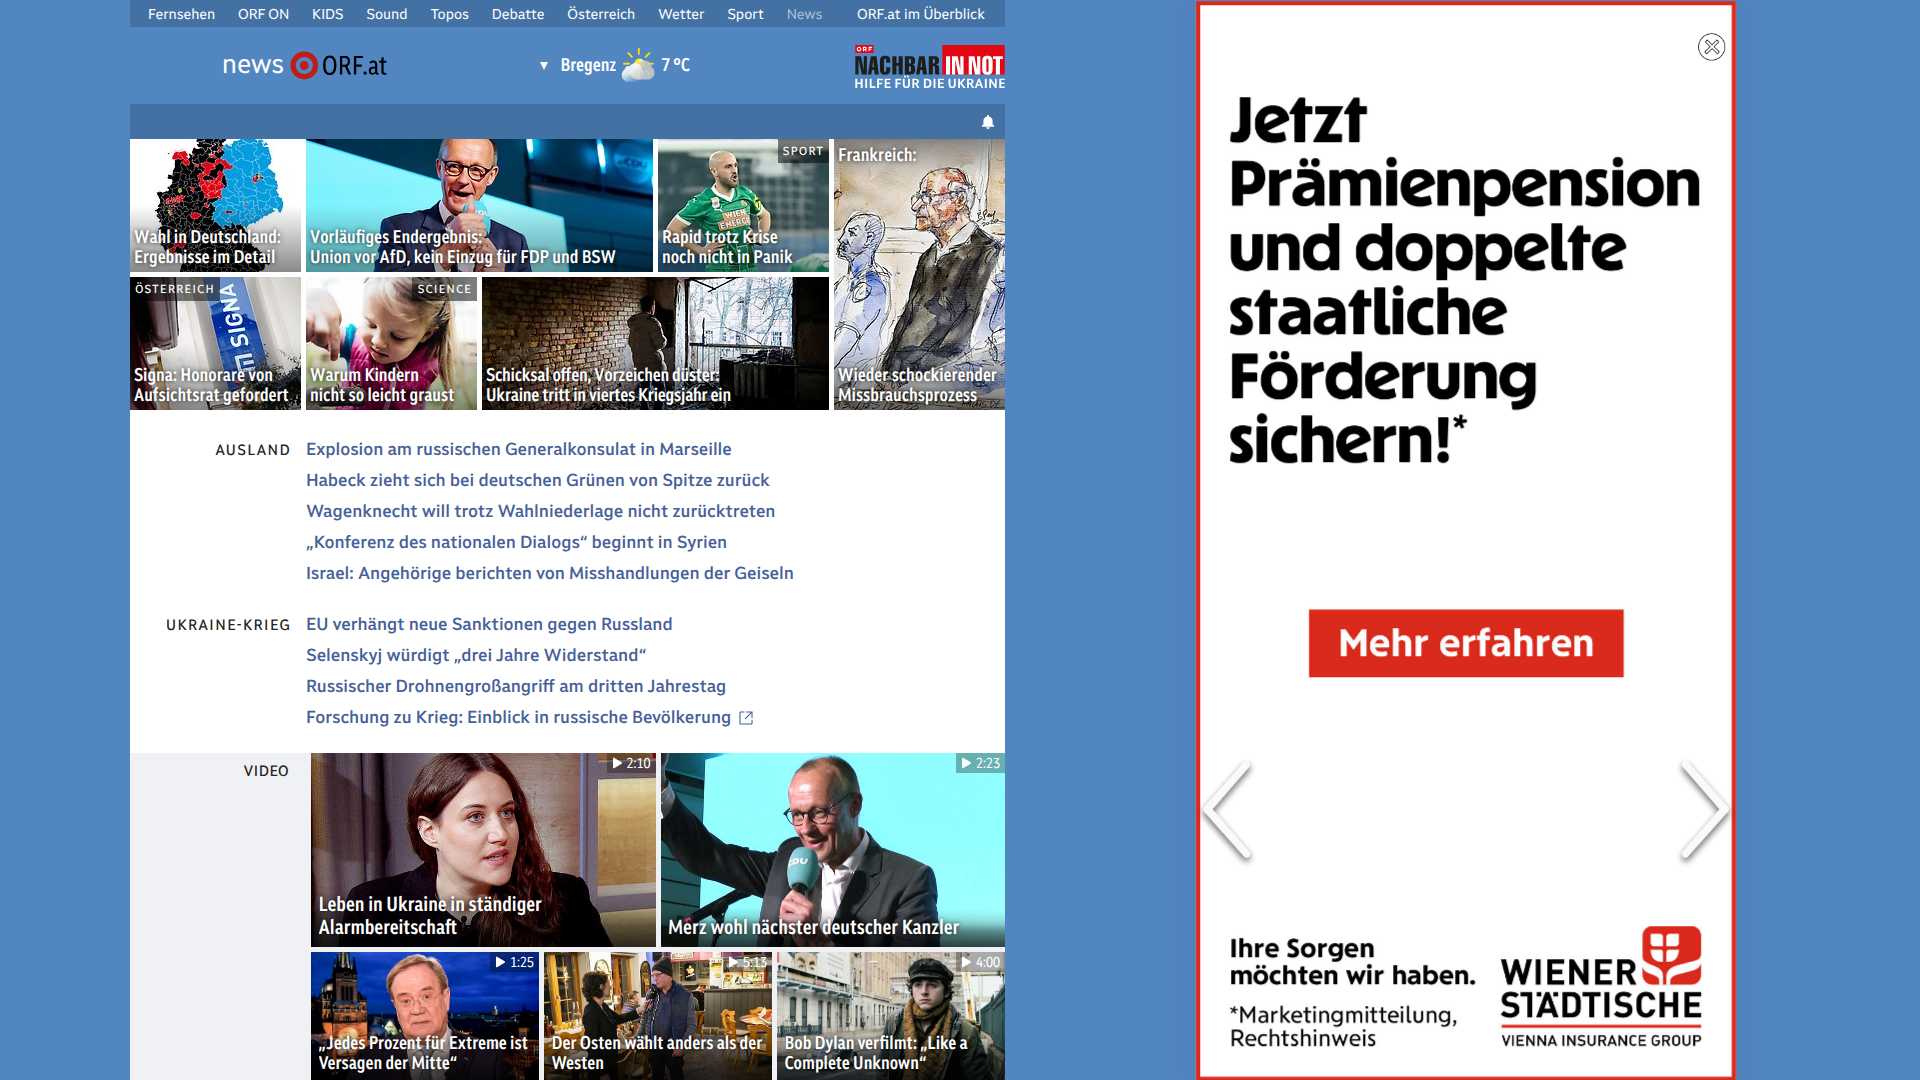 Fernsehen ORF ON KIDS Sound Topos Debatte Österreich Wetter Sport News ORF.at im Überblick
news ORF.at
Bregenz 7 °C
ORF
NACHBAR IN NOT
HILFE FÜR DIE UKRAINE
Wahl in Deutschland:
Ergebnisse im Detail
Vorläufiges Endergebnis:
Union vor AfD, kein Einzug für FDP und BSW
SPORT
WIEN
ENERGIE
Rapid trotz Krise
noch nicht in Panik
Frankreich:
Wieder schockierender
Missbrauchsprozess
ÖSTERREICH
SIGNA
Signa: Honorare von
Aufsichtsrat gefordert
SCIENCE
Warum Kindern
nicht so leicht graust
Schicksal offen, Vorzeichen düster:
Ukraine tritt in viertes Kriegsjahr ein
AUSLAND
Explosion am russischen Generalkonsulat in Marseille
Habeck zieht sich bei deutschen Grünen von Spitze zurück
Wagenknecht will trotz Wahlniederlage nicht zurücktreten
„Konferenz des nationalen Dialogs“ beginnt in Syrien
Israel: Angehörige berichten von Misshandlungen der Geiseln
UKRAINE-KRIEG
EU verhängt neue Sanktionen gegen Russland
Selenskyj würdigt „drei Jahre Widerstand“
Russischer Drohnengroßangriff am dritten Jahrestag
Forschung zu Krieg: Einblick in russische Bevölkerung
VIDEO
2:10
Leben in Ukraine in ständiger
Alarmbereitschaft
2:23
CDU
Merz wohl nächster deutscher Kanzler
1:25
„Jedes Prozent für Extreme ist
Versagen der Mitte“
5:13
Der Osten wählt anders als der
Westen
4:00
Bob Dylan verfilmt: „Like a
Complete Unknown“
Jetzt
Prämienpension
und doppelte
staatliche
Förderung
sichern!*
Mehr erfahren
Ihre Sorgen
möchten wir haben.
*Marketingmitteilung,
Rechtshinweis
WIENER
STÄDTISCHE
VIENNA INSURANCE GROUP